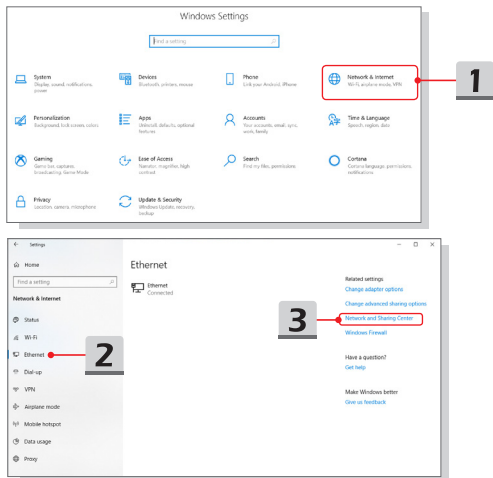 Windows Settings
Find a setting
System
Display, sound, notifications,
power
Devices
Bluetooth, printers, mouse
Phone
Link your Android, iPhone
Network & Internet
Wi-Fi, airplane mode, VPN
1
Personalization
Background, lock screen, colors
Apps
Uninstall, defaults, optional
features
Accounts
Your accounts, email, sync,
work, family
Time & Language
Speech, region, date
Gaming
Game bar, captures,
broadcasting, Game Mode
Ease of Access
Narrator, magnifier, high
contrast
Search
Find my files, permissions
Cortana
Cortana language, permissions,
notifications
Privacy
Location, camera, microphone
Update & Security
Windows Update, recovery,
backup
Settings
Home
Find a setting
Network & Internet
Status
Wi-Fi
Ethernet
2
Dial-up
VPN
Airplane mode
Mobile hotspot
Data usage
Proxy
Ethernet
Ethernet
Connected
Related settings
Change adapter options
Change advanced sharing options
3
Network and Sharing Center
Windows Firewall
Have a question?
Get help
Make Windows better
Give us feedback